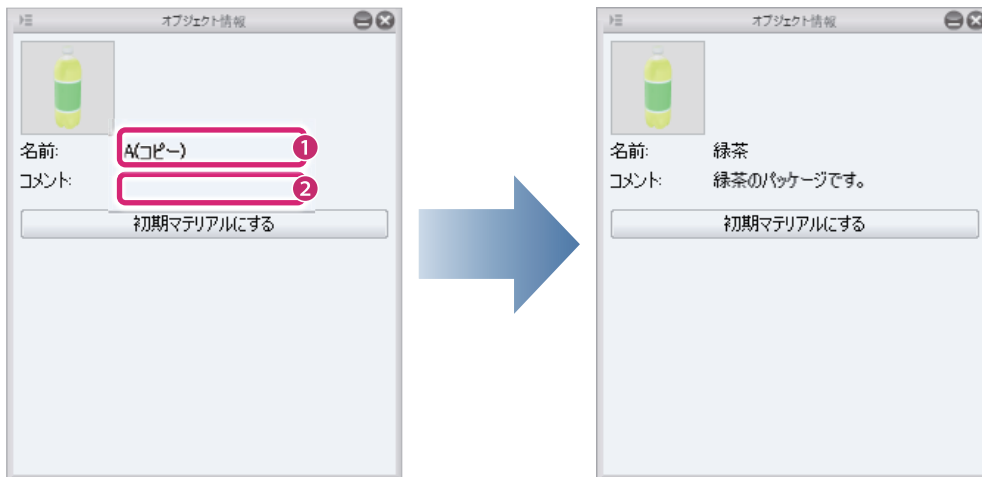 オブジェクト情報
名前: A(コピー) 1
コメント: 2
初期マテリアルにする
オブジェクト情報
名前: 緑茶
コメント: 緑茶のパッケージです。
初期マテリアルにする